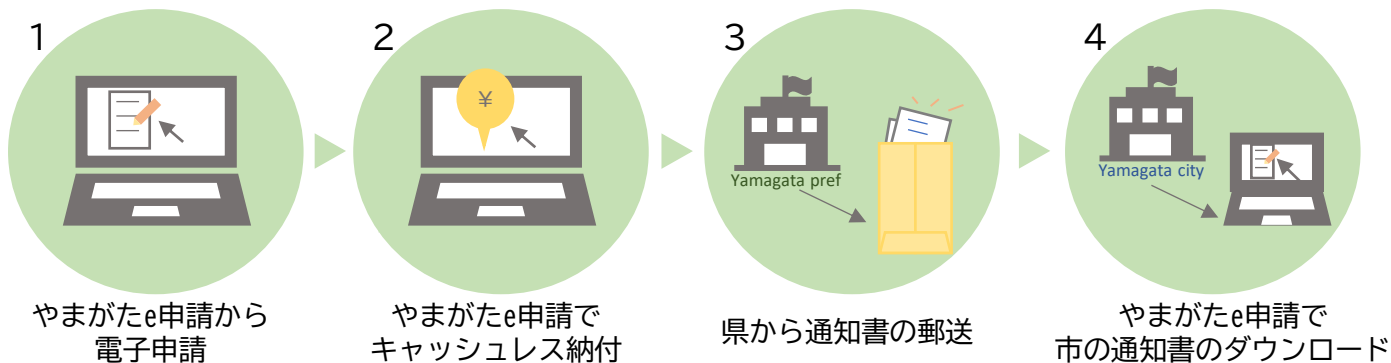 1
2
3
4
¥
Yamagata pref
Yamagata city
やまがたe申請から
電子申請
やまがたe申請で
キャッシュレス納付
県から通知書の郵送
やまがたe申請で
市の通知書のダウンロード